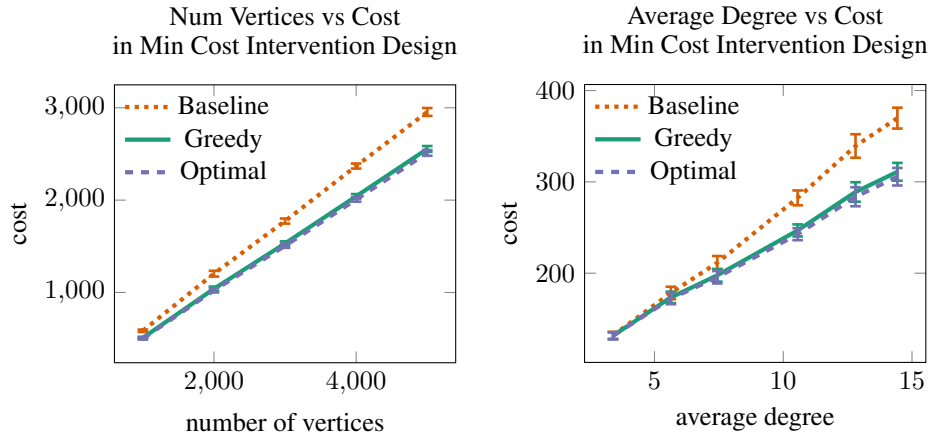 Num Vertices vs Cost
in Min Cost Intervention Design
3,000
2,000
1,000
cost
Baseline
Greedy
Optimal
2,000 4,000
number of vertices
Average Degree vs Cost
in Min Cost Intervention Design
400
300
200
cost
Baseline
Greedy
Optimal
5 10 15
average degree